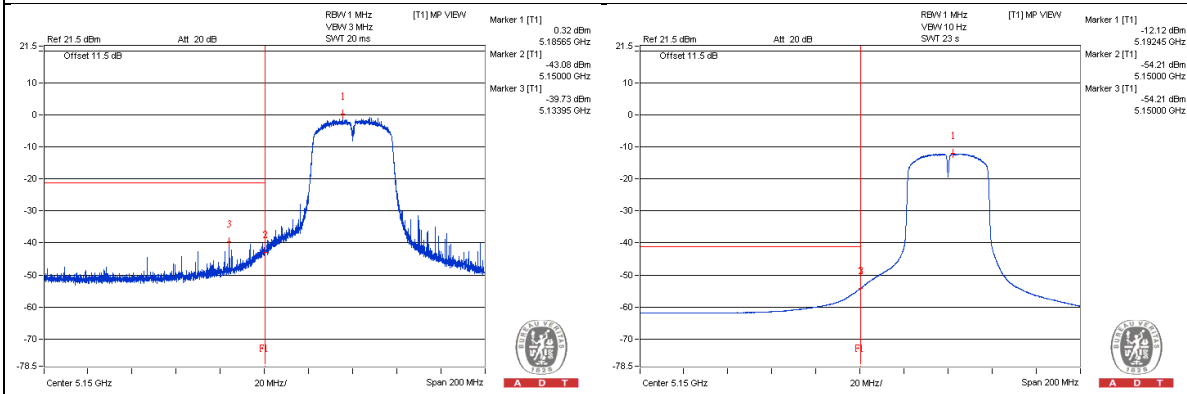 RBW 1 MHz [T1] MP VIEW
VBW 3 MHz
Ref 21.5 dBm Att 20 dB SWT 20 ms
Marker 1 [T1]
0.32 dBm
5.18565 GHz
Marker 2 [T1]
-43.08 dBm
5.15000 GHz
Marker 3 [T1]
-39.73 dBm
5.13395 GHz
21.5
Offset 11.5 dB
10
0
-10
-20
-30
-40
-50
-60
-70
-78.5
1
3
2
F1
Center 5.15 GHz 20 MHz/ Span 200 MHz
BUREAU VERITAS
1828
A D T
RBW 1 MHz [T1] MP VIEW
VBW 10 Hz
Ref 21.5 dBm Att 20 dB SWT 23 s
Marker 1 [T1]
-12.12 dBm
5.19245 GHz
Marker 2 [T1]
-54.21 dBm
5.15000 GHz
Marker 3 [T1]
-54.21 dBm
5.15000 GHz
21.5
Offset 11.5 dB
10
0
-10
-20
-30
-40
-50
-60
-70
-78.5
1
F1
Center 5.15 GHz 20 MHz/ Span 200 MHz
BUREAU VERITAS
1828
A D T